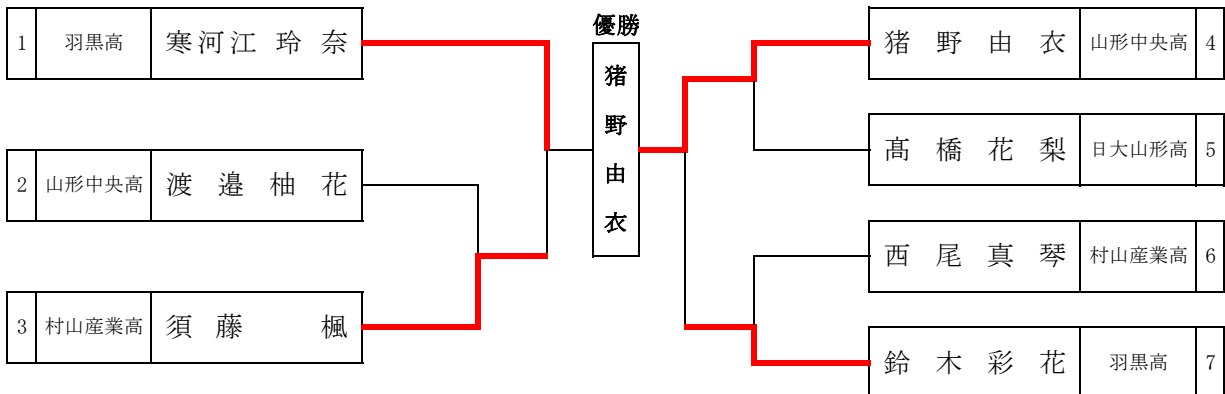 優勝
猪野由衣
1 羽黒高 寒河江 玲 奈
2 山形中央高 渡 邉 柚 花
3 村山産業高 須 藤 楓
猪 野 由 衣 山形中央高 4
髙 橋 花 梨 日大山形高 5
西 尾 真 琴 村山産業高 6
鈴 木 彩 花 羽黒高 7